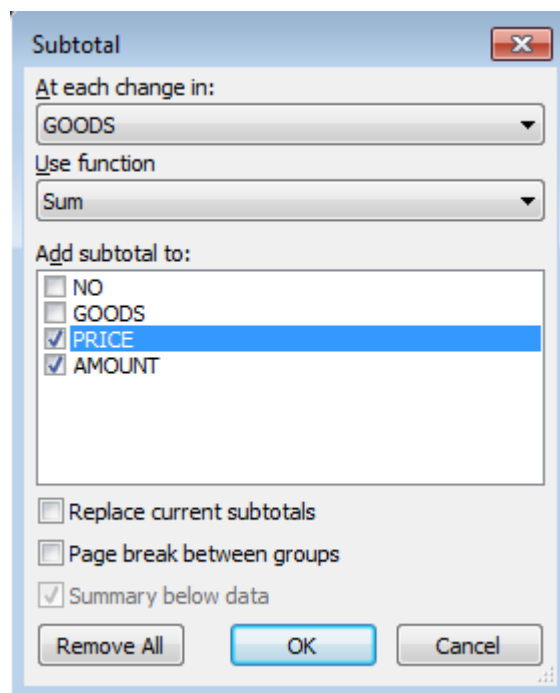 Subtotal
At each change in:
GOODS
Use function
Sum
Add subtotal to:
NO
GOODS
PRICE
AMOUNT
Replace current subtotals
Page break between groups
Summary below data
Remove All OK Cancel